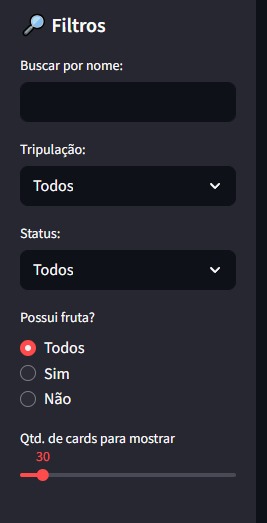 Filtros
Buscar por nome:
Tripulação:
Todos
Status:
Todos
Possui fruta?
Todos
Sim
Não
Qtd. de cards para mostrar
30